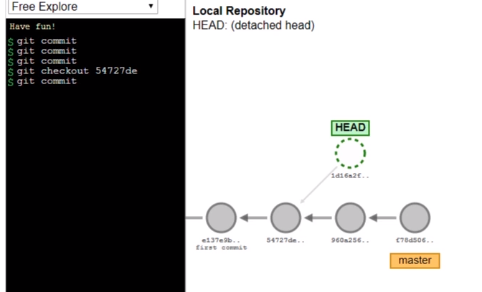 Free Explore
Have fun!
$ git commit
$ git commit
$ git commit
$ git checkout 54727de
$ git commit
Local Repository
HEAD: (detached head)
HEAD
1d16a2f..
e137e9b..
first commit
54727de..
960a256..
f78d506..
master